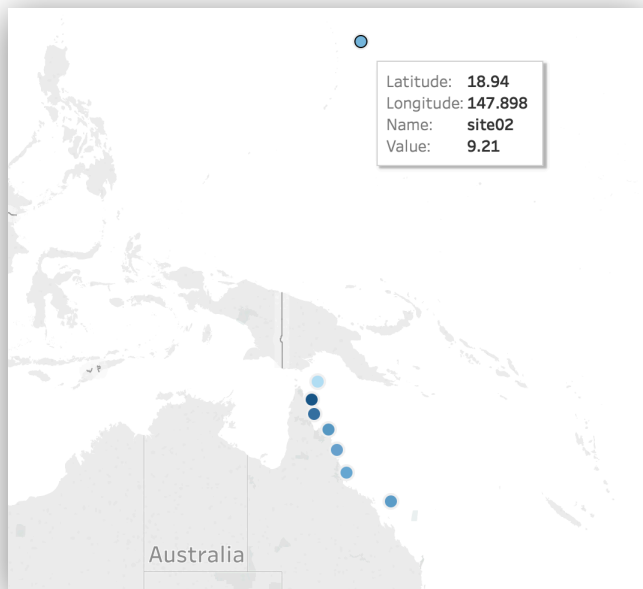 Latitude: 18.94
Longitude: 147.898
Name: site02
Value: 9.21
Australia